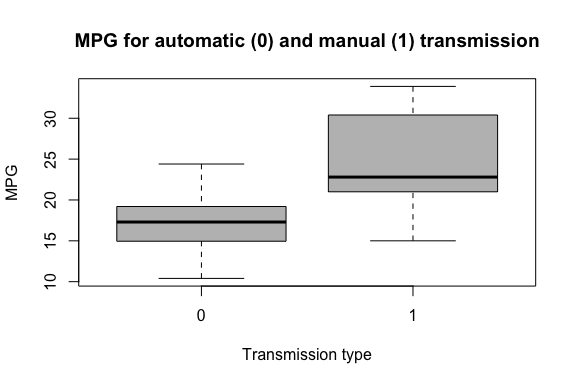 MPG for automatic (0) and manual (1) transmission
MPG
30
25
20
15
10
0 1
Transmission type